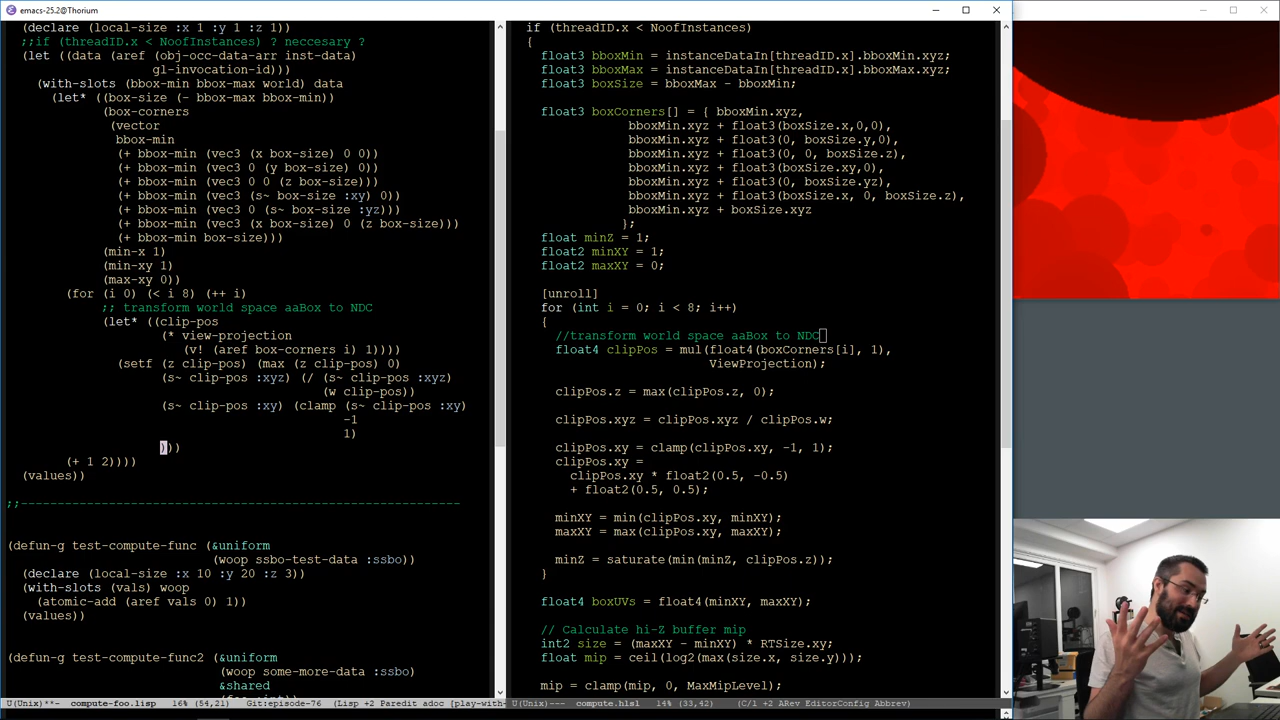 emacs-25.2@Thorium
(declare (local-size :x 1 :y 1 :z 1))
;;if (threadID.x < NoofInstances) ? neccesary ?
(let ((data (aref (obj-occ-data-arr inst-data)
gl-invocation-id)))
(with-slots (bbox-min bbox-max world) data
(let* ((box-size (- bbox-max bbox-min))
(box-corners
(vector
bbox-min
(+ bbox-min (vec3 (x box-size) 0 0))
(+ bbox-min (vec3 0 (y box-size) 0))
(+ bbox-min (vec3 0 0 (z box-size)))
(+ bbox-min (vec3 (s~ box-size :xy) 0))
(+ bbox-min (vec3 0 (s~ box-size :yz)))
(+ bbox-min (vec3 (x box-size) 0 (z box-size)))
(+ bbox-min box-size)))
(min-x 1)
(min-xy 1)
(max-xy 0))
(for (i 0) (< i 8) (++ i)
;; transform world space aaBox to NDC
(let* ((clip-pos
(* view-projection
(v! (aref box-corners i) 1))))
(setf (z clip-pos) (max (z clip-pos) 0)
(s~ clip-pos :xyz) (/ (s~ clip-pos :xyz)
(w clip-pos))
(s~ clip-pos :xy) (clamp (s~ clip-pos :xy)
-1
1)
)))
(+ 1 2))))
(values))
;;--------------------------------------------------------------
(defun-g test-compute-func (&uniform
(woop ssbo-test-data :ssbo))
(declare (local-size :x 10 :y 20 :z 3))
(with-slots (vals) woop
(atomic-add (aref vals 0) 1))
(values))
(defun-g test-compute-func2 (&uniform
(woop some-more-data :ssbo)
&shared
U(Unix)**- compute-foo.lisp 16% (54,21) Git:episode-76 (Lisp +2 Paredit adoc [play-with-
if (threadID.x < NoofInstances)
{
float3 bboxMin = instanceDataIn[threadID.x].bboxMin.xyz;
float3 bboxMax = instanceDataIn[threadID.x].bboxMax.xyz;
float3 boxSize = bboxMax - bboxMin;
float3 boxCorners[] = { bboxMin.xyz,
bboxMin.xyz + float3(boxSize.x,0,0),
bboxMin.xyz + float3(0, boxSize.y,0),
bboxMin.xyz + float3(0, 0, boxSize.z),
bboxMin.xyz + float3(boxSize.xy,0),
bboxMin.xyz + float3(0, boxSize.yz),
bboxMin.xyz + float3(boxSize.x, 0, boxSize.z),
bboxMin.xyz + boxSize.xyz
};
float minZ = 1;
float2 minXY = 1;
float2 maxXY = 0;
[unroll]
for (int i = 0; i < 8; i++)
{
//transform world space aaBox to NDC
float4 clipPos = mul(float4(boxCorners[i], 1),
ViewProjection);
clipPos.z = max(clipPos.z, 0);
clipPos.xyz = clipPos.xyz / clipPos.w;
clipPos.xy = clamp(clipPos.xy, -1, 1);
clipPos.xy =
clipPos.xy * float2(0.5, -0.5)
+ float2(0.5, 0.5);
minXY = min(clipPos.xy, minXY);
maxXY = max(clipPos.xy, maxXY);
minZ = saturate(min(minZ, clipPos.z));
}
float4 boxUVs = float4(minXY, maxXY);
// Calculate hi-Z buffer mip
int2 size = (maxXY - minXY) * RTSize.xy;
float mip = ceil(log2(max(size.x, size.y)));
mip = clamp(mip, 0, MaxMipLevel);
U(Unix)--- compute.hlsl 14% (33,42) (C/l +2 ARev EditorConfig Abbrev)